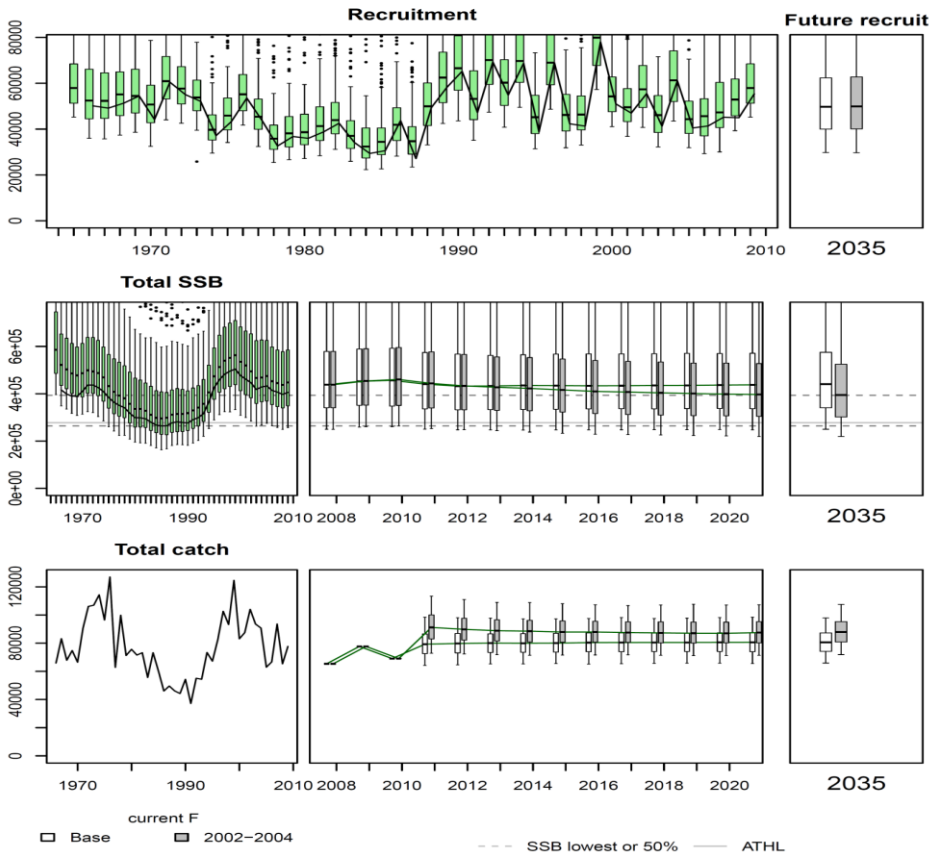 Recruitment
Future recruit
80000
60000
40000
20000
0
1970 1980 1990 2000 2010
2035
Total SSB
6e+05
4e+05
2e+05
0e+00
1970 1990 2010
2008 2010 2012 2014 2016 2018 2020
2035
Total catch
120000
80000
40000
0
1970 1990 2010
2008 2010 2012 2014 2016 2018 2020
2035
current F
Base 2002−2004
SSB lowest or 50% ATHL